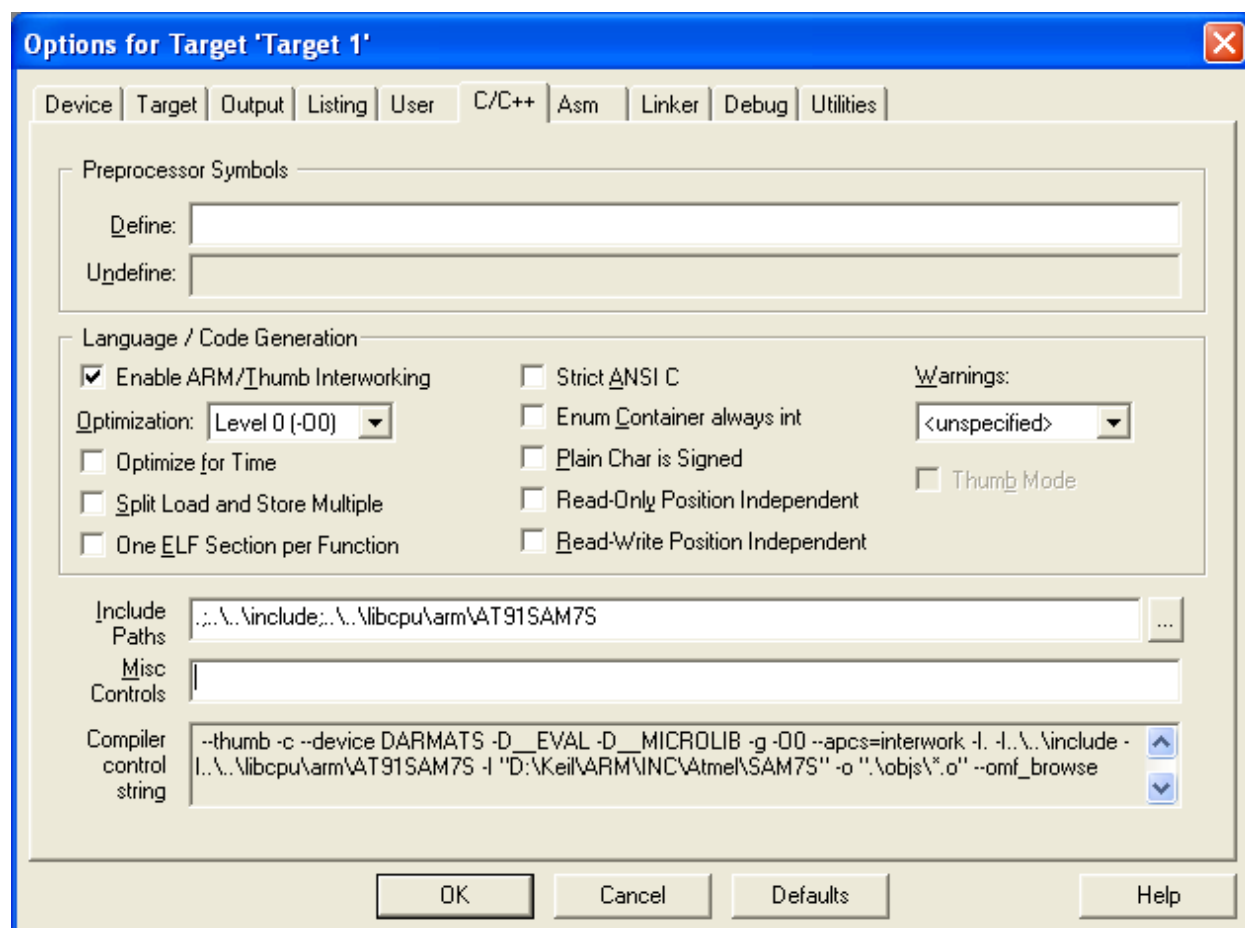 Options for Target 'Target 1'
Device Target Output Listing User C/C++ Asm Linker Debug Utilities
Preprocessor Symbols
Define:
Undefine:
Language / Code Generation
Enable ARM/Thumb Interworking Strict ANSI C Warnings:
Optimization: Level 0 (-O0) Enum Container always int <unspecified>
Optimize for Time Plain Char is Signed Thumb Mode
Split Load and Store Multiple Read-Only Position Independent
One ELF Section per Function Read-Write Position Independent
Include Paths .;..\..\include;..\..\libcpu\arm\AT91SAM7S ...
Misc Controls
Compiler control string --thumb -c --device DARMATS -D__EVAL -D__MICROLIB -g -O0 --apcs=interwork -I. -I..\..\include -
I..\..\libcpu\arm\AT91SAM7S -I "D:\Keil\ARM\INC\Atmel\SAM7S" -o ".\objs\*.o" --omf_browse
OK Cancel Defaults Help